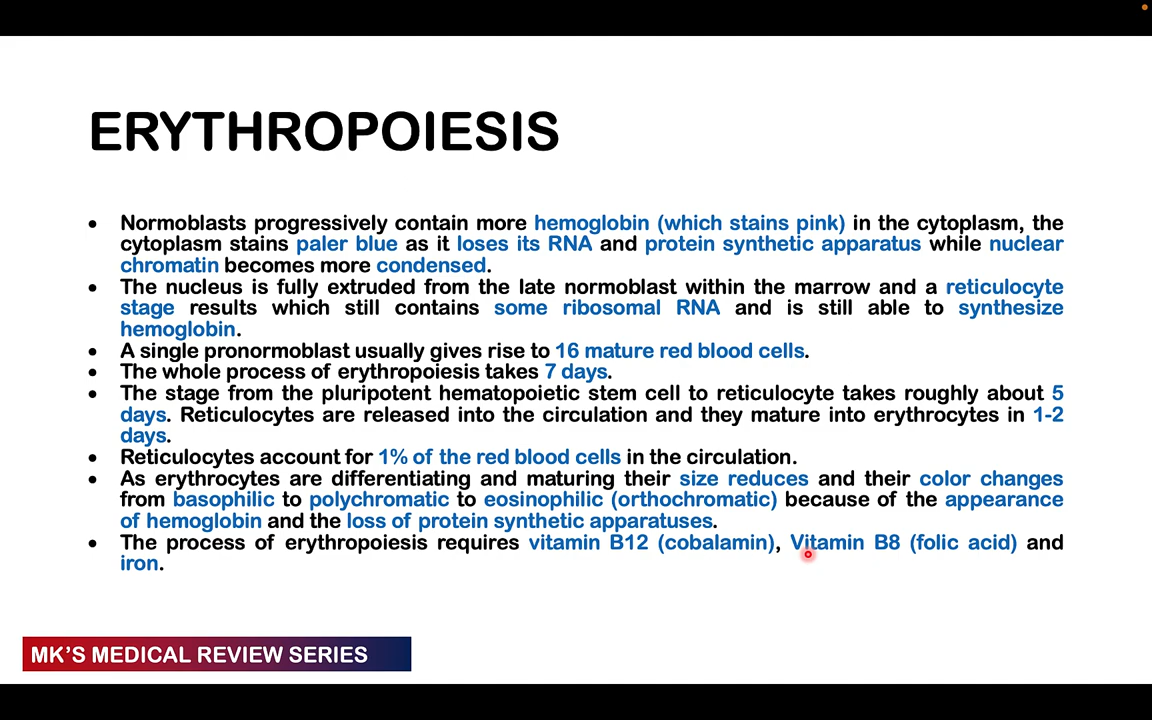 ERYTHROPOIESIS
• Normoblasts progressively contain more hemoglobin (which stains pink) in the cytoplasm, the
cytoplasm stains paler blue as it loses its RNA and protein synthetic apparatus while nuclear
chromatin becomes more condensed.
• The nucleus is fully extruded from the late normoblast within the marrow and a reticulocyte
stage results which still contains some ribosomal RNA and is still able to synthesize
hemoglobin.
• A single pronormoblast usually gives rise to 16 mature red blood cells.
• The whole process of erythropoiesis takes 7 days.
• The stage from the pluripotent hematopoietic stem cell to reticulocyte takes roughly about 5
days. Reticulocytes are released into the circulation and they mature into erythrocytes in 1-2
days.
• Reticulocytes account for 1% of the red blood cells in the circulation.
• As erythrocytes are differentiating and maturing their size reduces and their color changes
from basophilic to polychromatic to eosinophilic (orthochromatic) because of the appearance
of hemoglobin and the loss of protein synthetic apparatuses.
• The process of erythropoiesis requires vitamin B12 (cobalamin), Vitamin B8 (folic acid) and
iron.
MK'S MEDICAL REVIEW SERIES